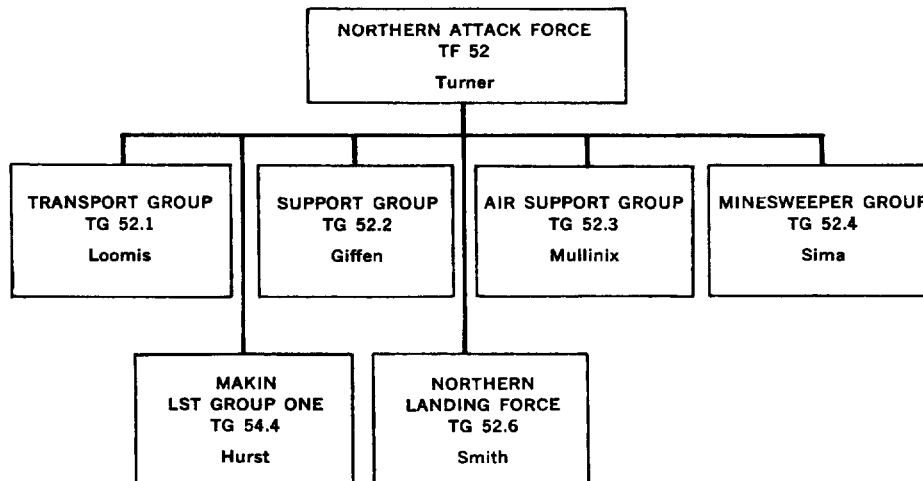 NORTHERN ATTACK FORCE
TF 52
Turner
TRANSPORT GROUP
TG 52.1
Loomis
SUPPORT GROUP
TG 52.2
Giffen
AIR SUPPORT GROUP
TG 52.3
Mullinix
MINESWEEPER GROUP
TG 52.4
Sima
MAKIN
LST GROUP ONE
TG 54.4
Hurst
NORTHERN
LANDING FORCE
TG 52.6
Smith